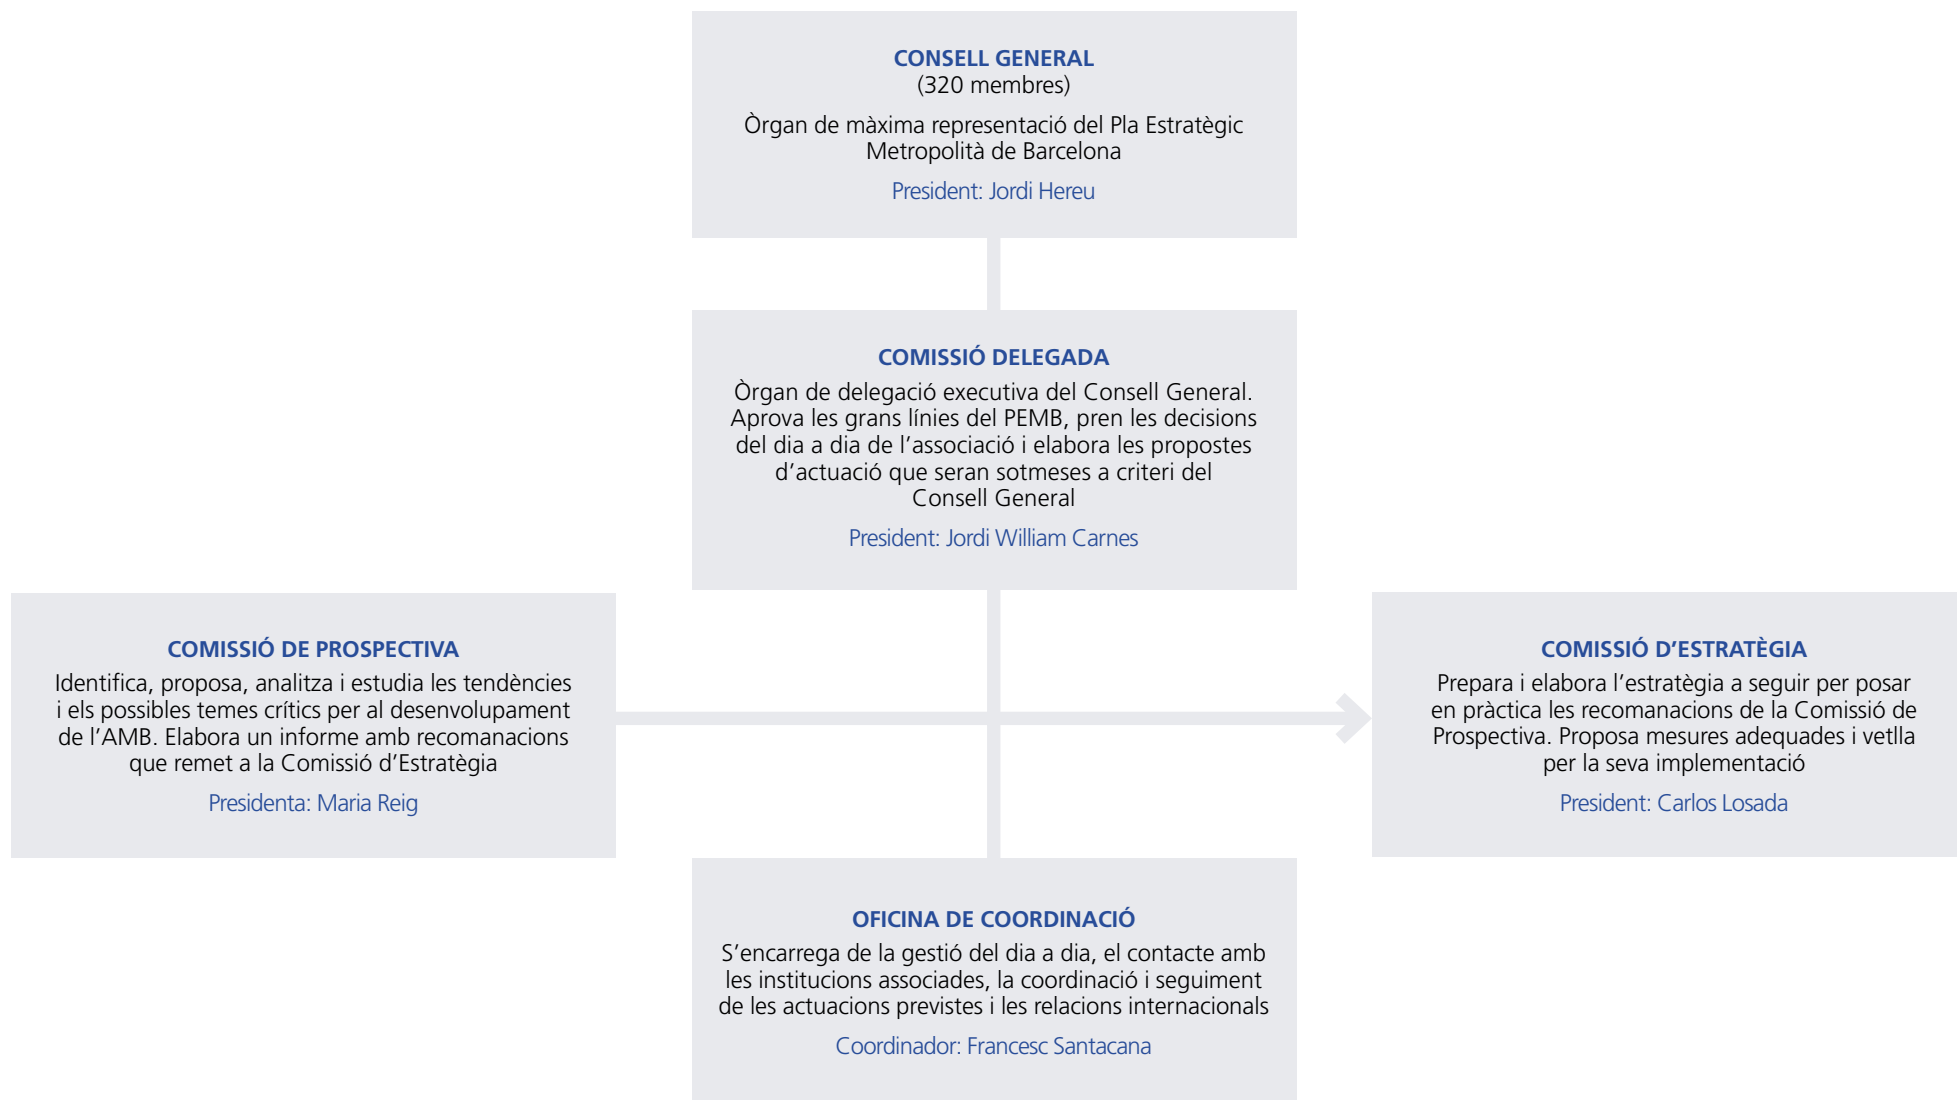 CONSELL GENERAL
(320 membres)
Òrgan de màxima representació del Pla Estratègic
Metropolità de Barcelona
President: Jordi Hereu
COMISSIÓ DELEGADA
Òrgan de delegació executiva del Consell General.
Aprova les grans línies del PEMB, pren les decisions
del dia a dia de l’associació i elabora les propostes
d’actuació que seran sotmeses a criteri del
Consell General
President: Jordi William Carnes
COMISSIÓ DE PROSPECTIVA
Identifica, proposa, analitza i estudia les tendències
i els possibles temes crítics per al desenvolupament
de l’AMB. Elabora un informe amb recomanacions
que remet a la Comissió d’Estratègia
Presidenta: Maria Reig
COMISSIÓ D’ESTRATÈGIA
Prepara i elabora l’estratègia a seguir per posar
en pràctica les recomanacions de la Comissió de
Prospectiva. Proposa mesures adequades i vetlla
per la seva implementació
President: Carlos Losada
OFICINA DE COORDINACIÓ
S’encarrega de la gestió del dia a dia, el contacte amb
les institucions associades, la coordinació i seguiment
de les actuacions previstes i les relacions internacionals
Coordinador: Francesc Santacana